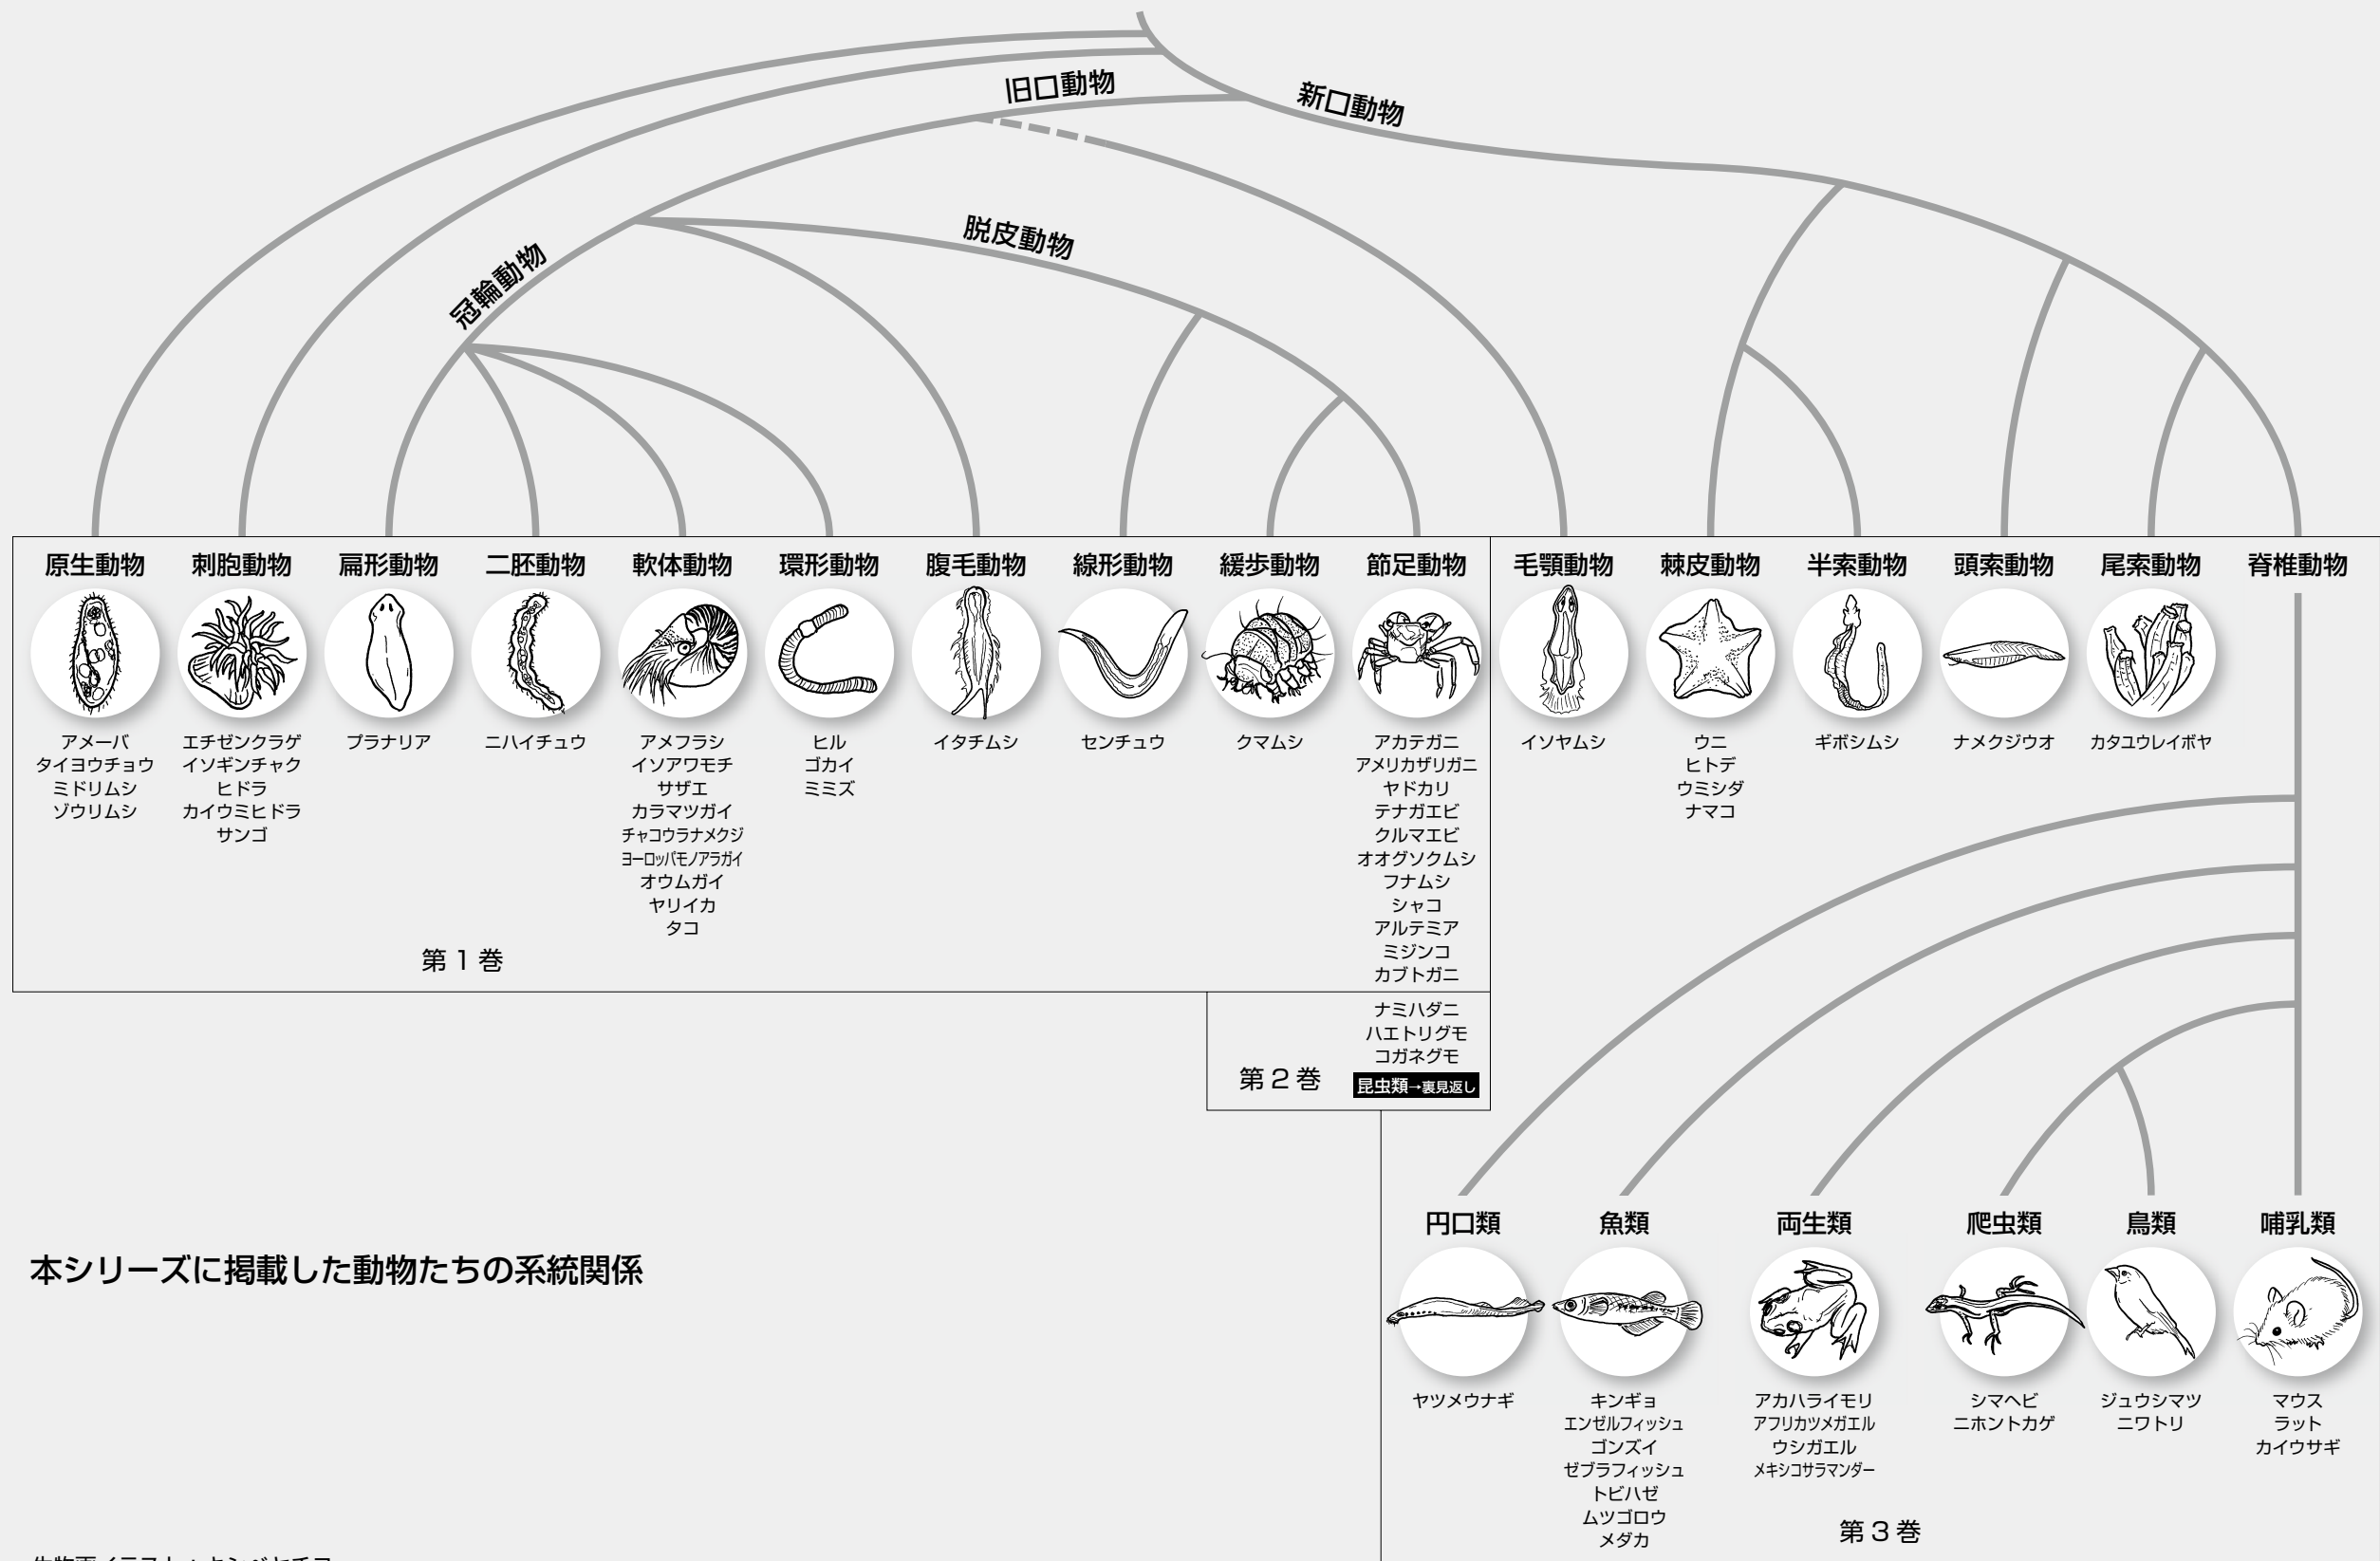 旧口動物
新口動物
脱皮動物
冠輪動物
原生動物
アメーバ
タイヨウチョウ
ミドリムシ
ゾウリムシ
刺胞動物
エチゼンクラゲ
イソギンチャク
ヒドラ
カイウミヒドラ
サンゴ
扁形動物
プラナリア
二胚動物
ニハイチュウ
軟体動物
アメフラシ
イソアワモチ
サザエ
カラマツガイ
チャコウラナメクジ
ヨーロッパモノアラガイ
オウムガイ
ヤリイカ
タコ
環形動物
ヒル
ゴカイ
ミミズ
腹毛動物
イタチムシ
線形動物
センチュウ
緩歩動物
クマムシ
節足動物
アカテガニ
アメリカザリガニ
ヤドカリ
テナガエビ
クルマエビ
オオグソクムシ
フナムシ
シャコ
アルテミア
ミジンコ
カブトガニ
第1巻
ナミハダニ
ハエトリグモ
コガネグモ
昆虫類→裏見返し
第2巻
毛顎動物
イソヤムシ
棘皮動物
ウニ
ヒトデ
ウミシダ
ナマコ
半索動物
ギボシムシ
頭索動物
ナメクジウオ
尾索動物
カタユウレイボヤ
脊椎動物
円口類
ヤツメウナギ
魚類
キンギョ
エンゼルフィッシュ
ゴンズイ
ゼブラフィッシュ
トビハゼ
ムツゴロウ
メダカ
両生類
アカハライモリ
アフリカツメガエル
ウシガエル
メキシコサラマンダー
爬虫類
シマヘビ
ニホントカゲ
鳥類
ジュウシマツ
ニワトリ
哺乳類
マウス
ラット
カイウサギ
第3巻
本シリーズに掲載した動物たちの系統関係